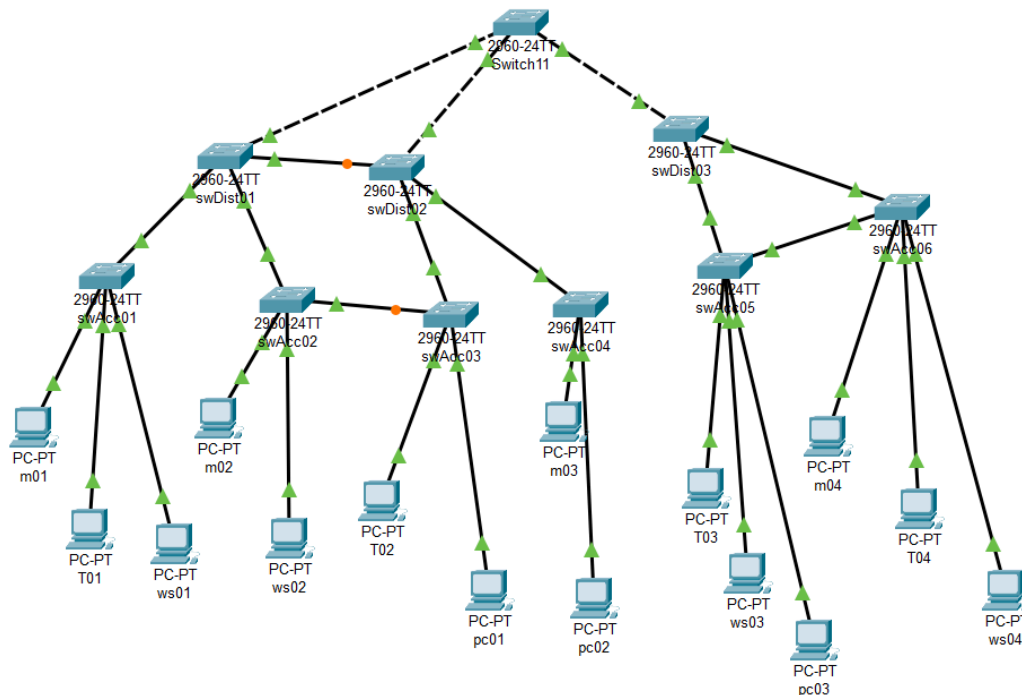 2960-24TT
Switch11
2960-24TT
swDist03
2960-24TT
swDist01
2960-24TT
swDist02
2960-24TT
swAcc06
2960-24TT
swAcc01
2960-24TT
swAcc02
2960-24TT
swAcc03
2960-24TT
swAcc04
2960-24TT
swAcc05
PC-PT
m01
PC-PT
m02
PC-PT
m03
PC-PT
m04
PC-PT
T01
PC-PT
ws01
PC-PT
ws02
PC-PT
T02
PC-PT
T03
PC-PT
T04
PC-PT
pc01
PC-PT
pc02
PC-PT
ws03
PC-PT
ws04
PC-PT
pc03